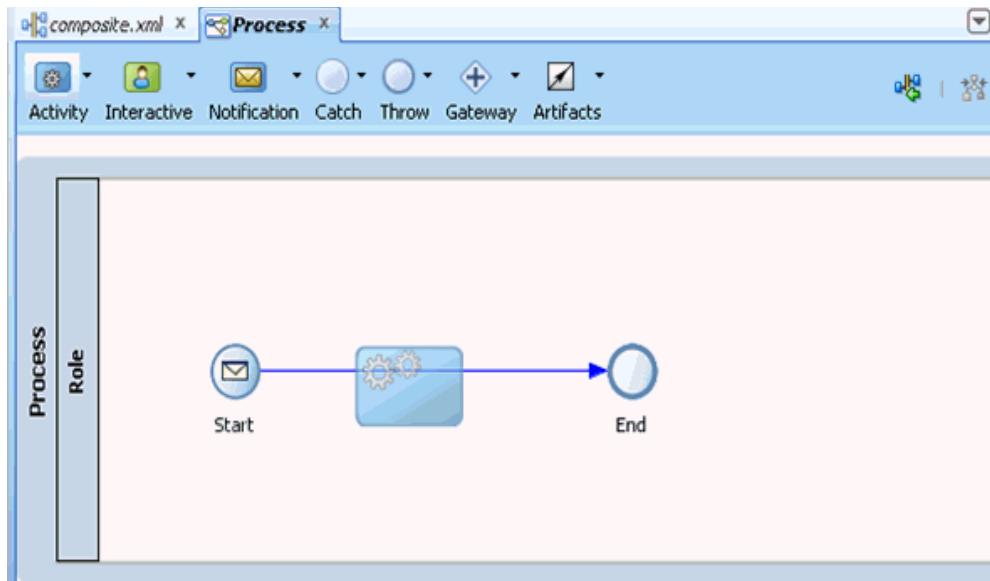 composite.xml x Process x
Activity Interactive Notification Catch Throw Gateway Artifacts
Process
Role
Start
End